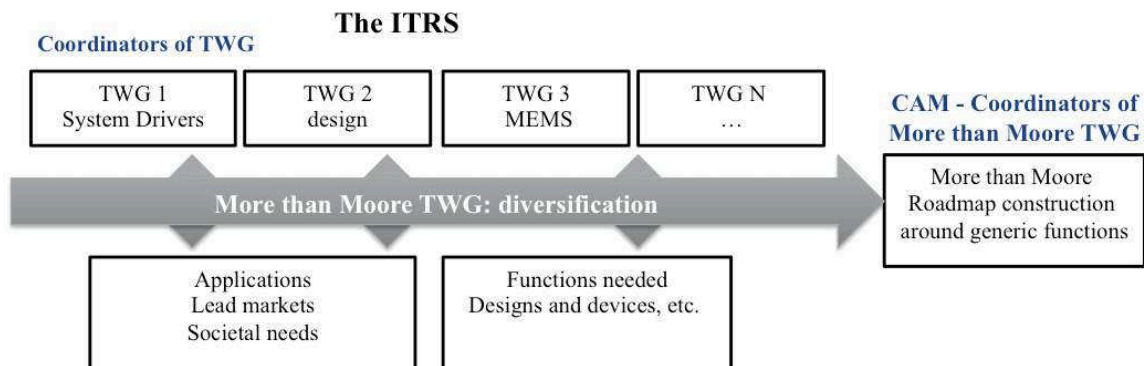 The ITRS
Coordinators of TWG
TWG 1
System Drivers
TWG 2
design
TWG 3
MEMS
TWG N
…
CAM - Coordinators of
More than Moore TWG
More than Moore
Roadmap construction
around generic functions
More than Moore TWG: diversification
Applications
Lead markets
Societal needs
Functions needed
Designs and devices, etc.